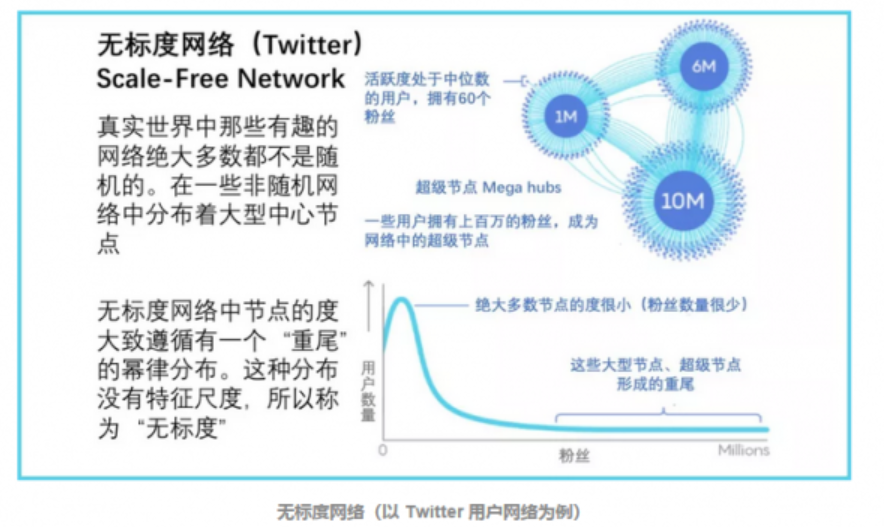 无标度网络（Twitter）
Scale-Free Network
真实世界中那些有趣的
网络绝大多数都不是随
机的。在一些非随机网
络中分布着大型中心节
点
无标度网络中节点的度
大致遵循有一个“重尾”
的幂律分布。这种分布
没有特征尺度，所以称
为“无标度”
活跃度处于中位数
的用户，拥有60个
粉丝
1M
6M
10M
超级节点 Mega hubs
一些用户拥有上百万的粉丝，成为
网络中的超级节点
绝大多数节点的度很小（粉丝数量很少）
这些大型节点、超级节点
形成的重尾
用户数量
0
粉丝
Millions
无标度网络（以 Twitter 用户网络为例）